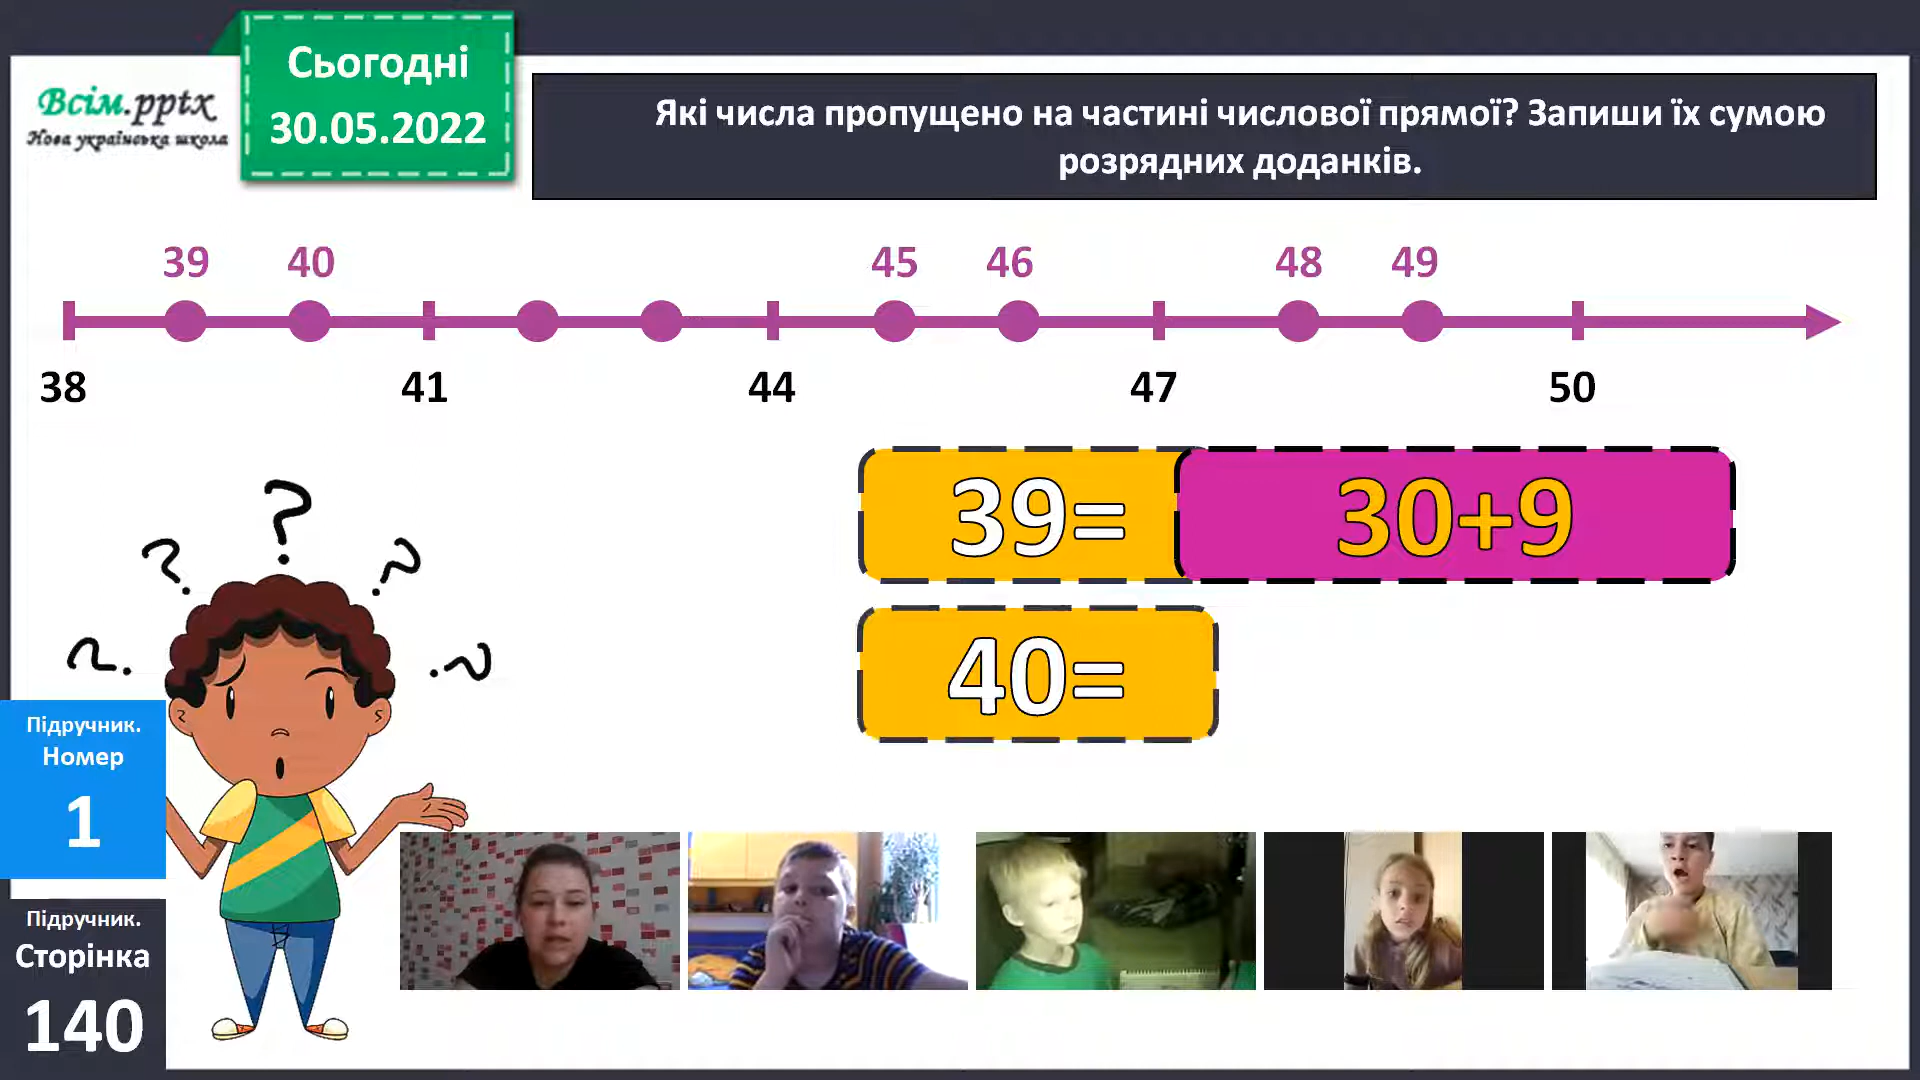 Всім.pptx
Нова українська школа
Сьогодні
30.05.2022
Які числа пропущено на частині числової прямої? Запиши їх сумою
розрядних доданків.
39 40 45 46 48 49
38 41 44 47 50
39= 30+9
40=
? ? ? ? ?
Підручник.
Номер
1
Підручник.
Сторінка
140